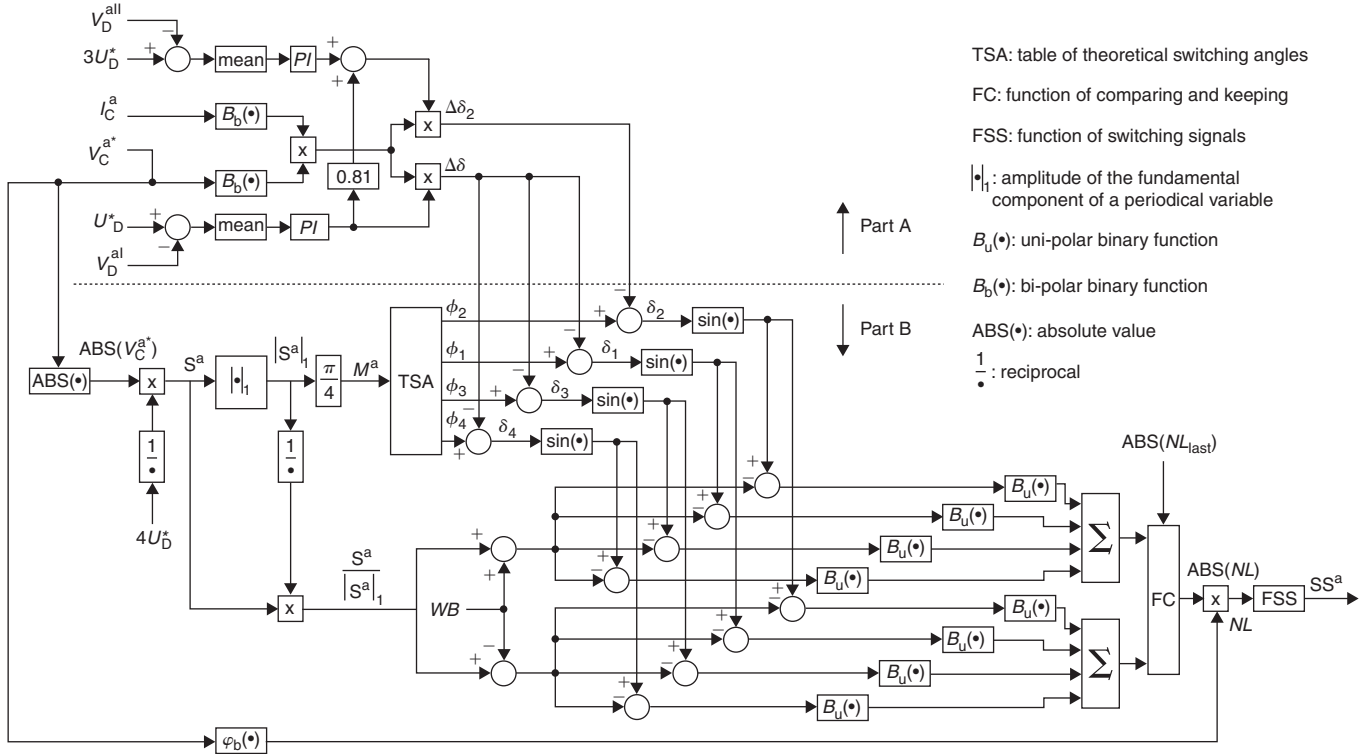 V_D^all
3U_D^*
mean
PI
I_C^a
B_b(•)
x
Δδ_2
V_C^a*
B_b(•)
x
0.81
x
Δδ
U^*_D
mean
PI
V_D^al
Part A
Part B
TSA: table of theoretical switching angles
FC: function of comparing and keeping
FSS: function of switching signals
|•|_1: amplitude of the fundamental
component of a periodical variable
B_u(•): uni-polar binary function
B_b(•): bi-polar binary function
ABS(•): absolute value
1/•: reciprocal
ABS(V_C^a*)
ABS(•)
x
S^a
|•|_1
|S^a|_1
π/4
M^a
TSA
ϕ_2
ϕ_1
ϕ_3
ϕ_4
δ_2
sin(•)
δ_1
sin(•)
δ_3
sin(•)
δ_4
sin(•)
1/•
1/•
4U_D^*
x
S^a/|S^a|_1
WB
B_u(•)
B_u(•)
B_u(•)
B_u(•)
Σ
B_u(•)
B_u(•)
B_u(•)
B_u(•)
Σ
ABS(NL_last)
FC
ABS(NL)
x
NL
FSS
SS^a
φ_b(•)